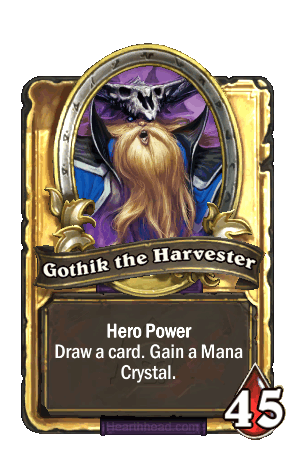 Gothik the Harvester
Hero Power
Draw a card. Gain a Mana
Crystal.
45
Hearthhead.com